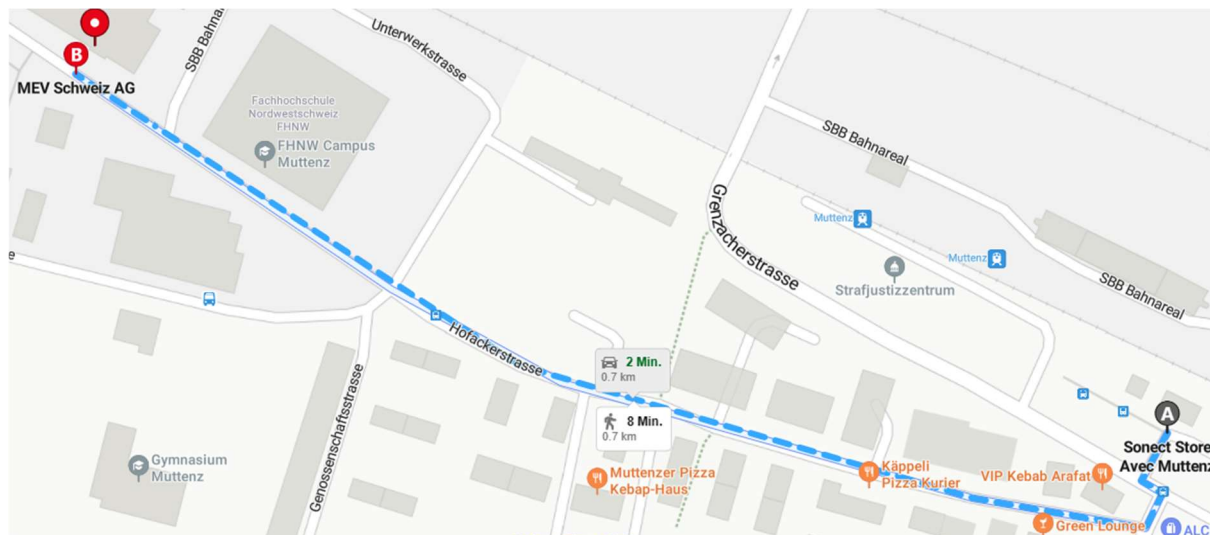 B
MEV Schweiz AG
SBB Bahnar
Unterwerkstrasse
Fachhochschule
Nordwestschweiz
FHNW
FHNW Campus
Muttenz
SBB Bahnareal
Grenzacherstrasse
Muttenz
Muttenz
Strafjustizzentrum
SBB Bahnareal
e
Hofackerstrasse
2 Min.
0.7 km
8 Min.
0.7 km
A
Sonect Store
Avec Muttenz
Genossenschaftsstrasse
Gymnasium
Muttenz
Muttenzer Pizza
Kebap-Haus
Käppeli
Pizza Kurier
VIP Kebab Arafat
Green Lounge
ALC